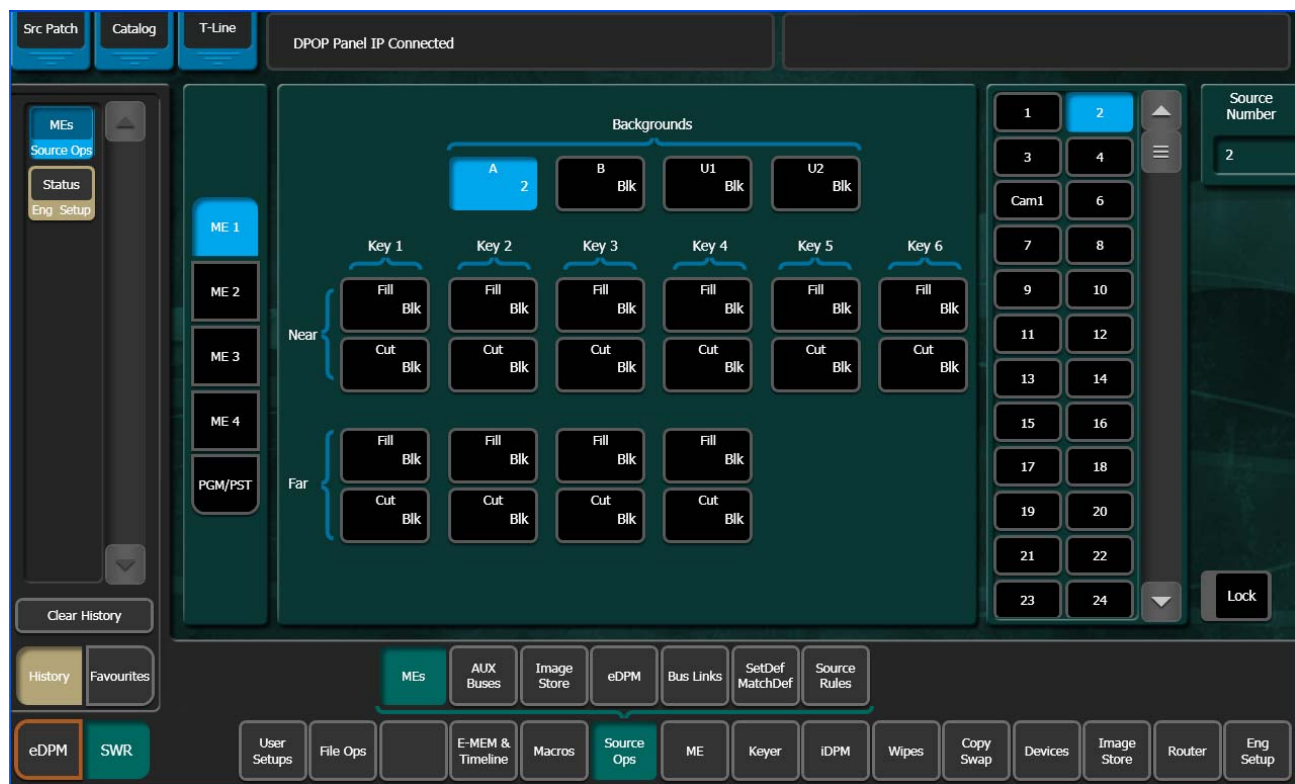 Src Patch
Catalog
T-Line
DPOP Panel IP Connected
MEs
Source Ops
Status
Eng Setup
Clear History
History
Favourites
eDPM
SWR
ME 1
ME 2
ME 3
ME 4
PGM/PST
Backgrounds
A
2
B
Blk
U1
Blk
U2
Blk
Key 1
Key 2
Key 3
Key 4
Key 5
Key 6
Near
Fill
Blk
Fill
Blk
Fill
Blk
Fill
Blk
Fill
Blk
Fill
Blk
Cut
Blk
Cut
Blk
Cut
Blk
Cut
Blk
Cut
Blk
Cut
Blk
Far
Fill
Blk
Fill
Blk
Fill
Blk
Fill
Blk
Cut
Blk
Cut
Blk
Cut
Blk
Cut
Blk
1
2
3
4
Cam1
6
7
8
9
10
11
12
13
14
15
16
17
18
19
20
21
22
23
24
Source
Number
2
Lock
MEs
AUX
Buses
Image
Store
eDPM
Bus Links
SetDef
MatchDef
Source
Rules
User
Setups
File Ops
E-MEM &
Timeline
Macros
Source
Ops
ME
Keyer
iDPM
Wipes
Copy
Swap
Devices
Image
Store
Router
Eng
Setup